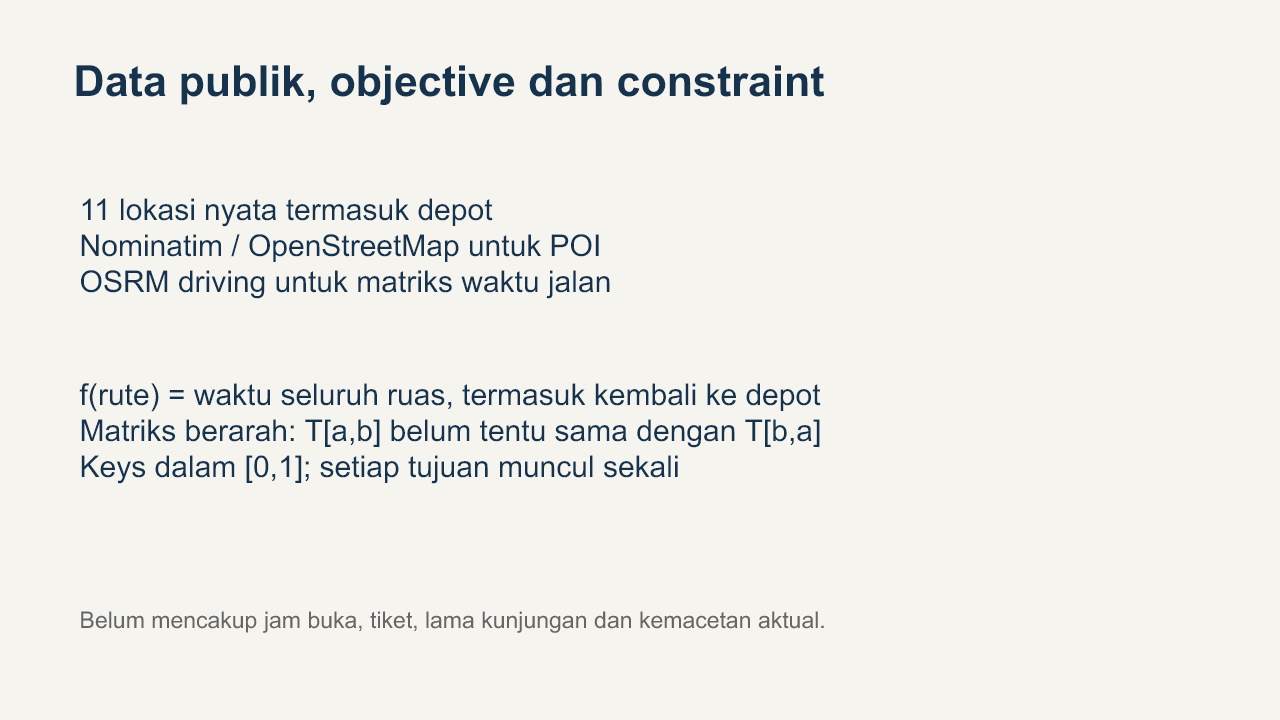 Data publik, objective dan constraint
11 lokasi nyata termasuk depot
Nominatim / OpenStreetMap untuk POI
OSRM driving untuk matriks waktu jalan
f(rute) = waktu seluruh ruas, termasuk kembali ke depot
Matriks berarah: T[a,b] belum tentu sama dengan T[b,a]
Keys dalam [0,1]; setiap tujuan muncul sekali
Belum mencakup jam buka, tiket, lama kunjungan dan kemacetan aktual.